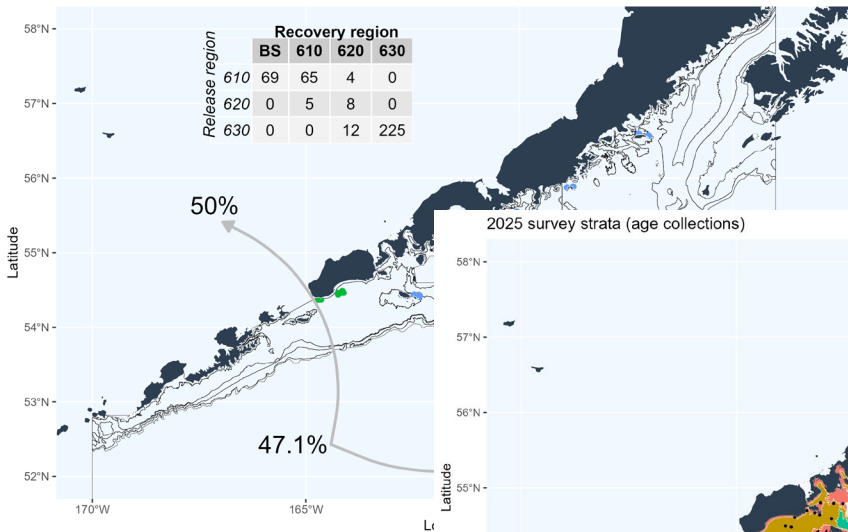 Recovery region
Release region
BS 610 620 630
610 69 65 4 0
620 0 5 8 0
630 0 0 12 225
58°N
57°N
56°N
55°N
54°N
53°N
52°N
Latitude
50%
47.1%
170°W 165°W
2025 survey strata (age collections)
58°N
57°N
56°N
55°N
Latitude